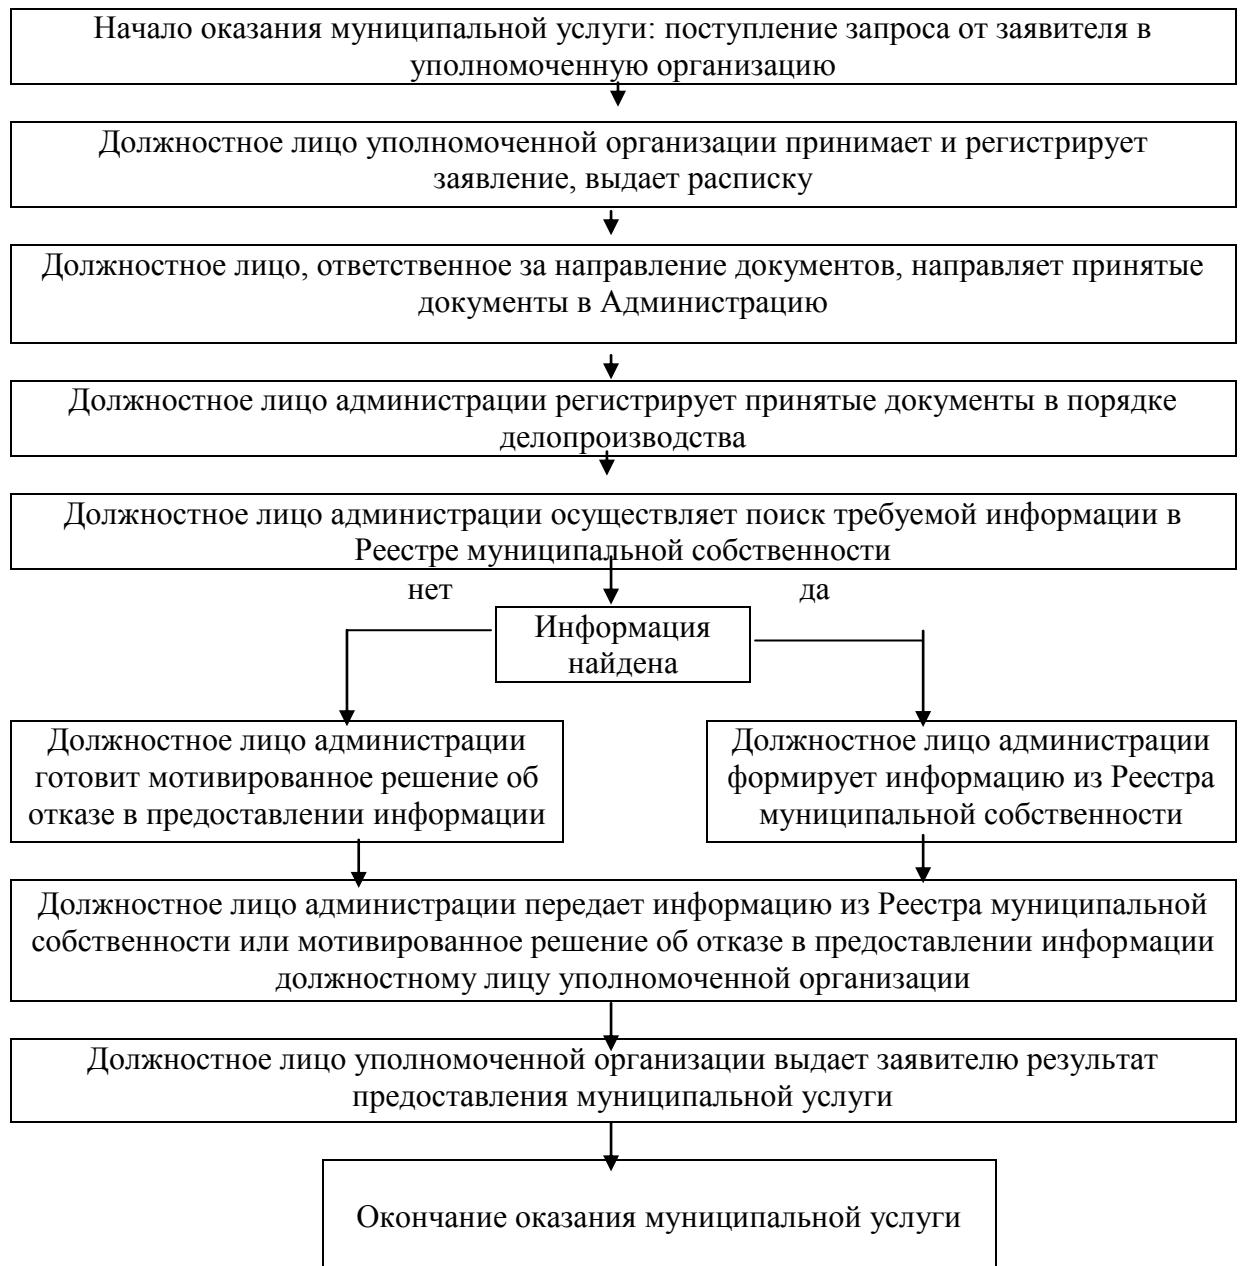 Начало оказания муниципальной услуги: поступление запроса от заявителя в
уполномоченную организацию
Должностное лицо уполномоченной организации принимает и регистрирует
заявление, выдает расписку
Должностное лицо, ответственное за направление документов, направляет принятые
документы в Администрацию
Должностное лицо администрации регистрирует принятые документы в порядке
делопроизводства
Должностное лицо администрации осуществляет поиск требуемой информации в
Реестре муниципальной собственности
нет
да
Информация
найдена
Должностное лицо администрации
готовит мотивированное решение об
отказе в предоставлении информации
Должностное лицо администрации
формирует информацию из Реестра
муниципальной собственности
Должностное лицо администрации передает информацию из Реестра муниципальной
собственности или мотивированное решение об отказе в предоставлении информации
должностному лицу уполномоченной организации
Должностное лицо уполномоченной организации выдает заявителю результат
предоставления муниципальной услуги
Окончание оказания муниципальной услуги